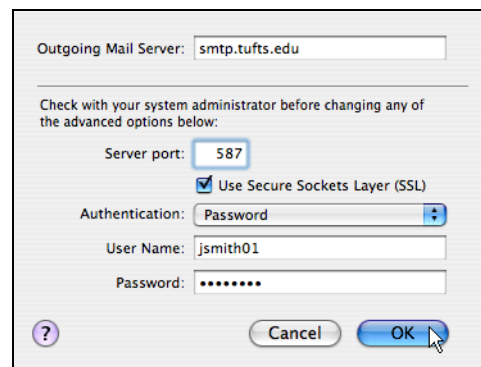 Outgoing Mail Server: smtp.tufts.edu
Check with your system administrator before changing any of
the advanced options below:
Server port: 587
Use Secure Sockets Layer (SSL)
Authentication: Password
User Name: jsmith01
Password: ••••••••
? Cancel OK